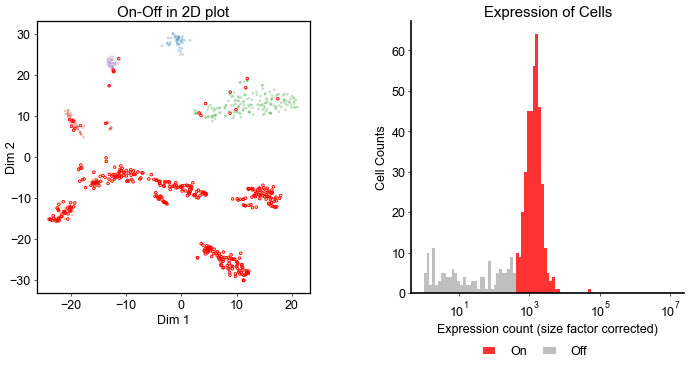 On-Off in 2D plot
Dim 2
30
20
10
0
−10
−20
−30
−20 −10 0 10 20
Dim 1
Expression of Cells
Cell Counts
60
50
40
30
20
10
0
10^1 10^3 10^5 10^7
Expression count (size factor corrected)
On Off